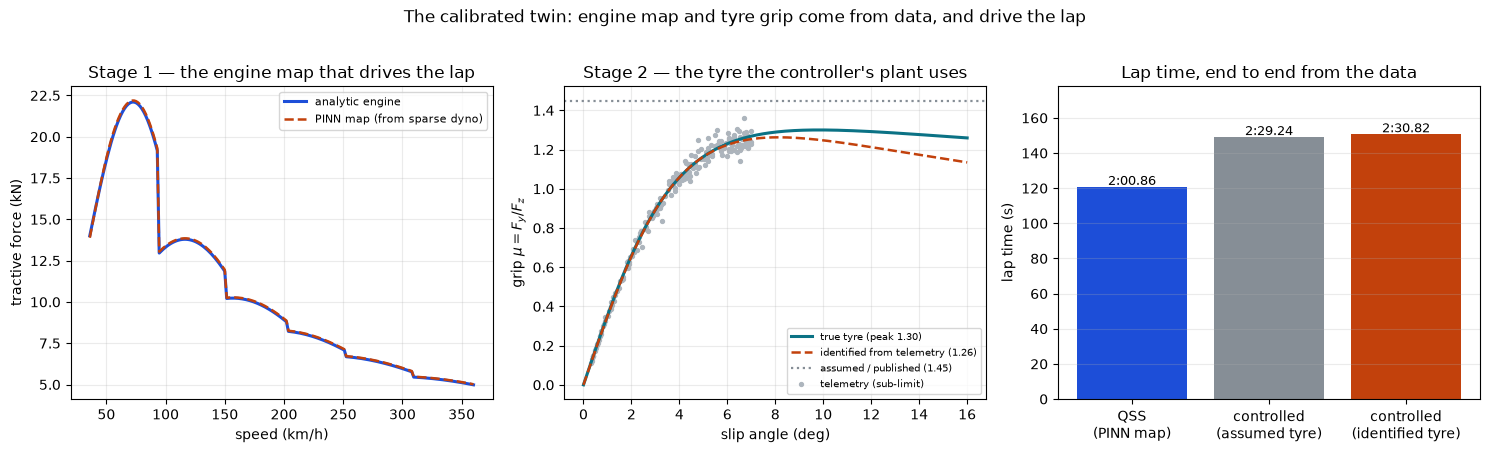 The calibrated twin: engine map and tyre grip come from data, and drive the lap
Stage 1 — the engine map that drives the lap
tractive force (kN)
22.5
20.0
17.5
15.0
12.5
10.0
7.5
5.0
analytic engine
PINN map (from sparse dyno)
50 100 150 200 250 300 350
speed (km/h)
Stage 2 — the tyre the controller's plant uses
grip μ = F_y/F_z
1.4
1.2
1.0
0.8
0.6
0.4
0.2
0.0
true tyre (peak 1.30)
identified from telemetry (1.26)
assumed / published (1.45)
telemetry (sub-limit)
0 2 4 6 8 10 12 14 16
slip angle (deg)
Lap time, end to end from the data
lap time (s)
160
140
120
100
80
60
40
20
0
2:00.86
2:29.24
2:30.82
QSS
(PINN map)
controlled
(assumed tyre)
controlled
(identified tyre)